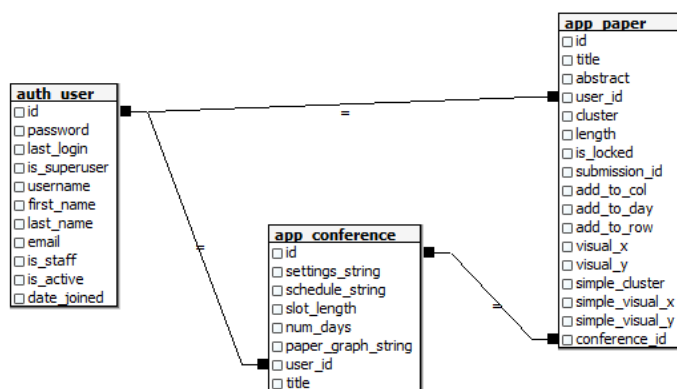 app_paper
id
title
abstract
user_id
cluster
length
is_locked
submission_id
add_to_col
add_to_day
add_to_row
visual_x
visual_y
simple_cluster
simple_visual_x
simple_visual_y
conference_id
auth_user
id
password
last_login
is_superuser
username
first_name
last_name
email
is_staff
is_active
date_joined
=
=
=
app_conference
id
settings_string
schedule_string
slot_length
num_days
paper_graph_string
user_id
title